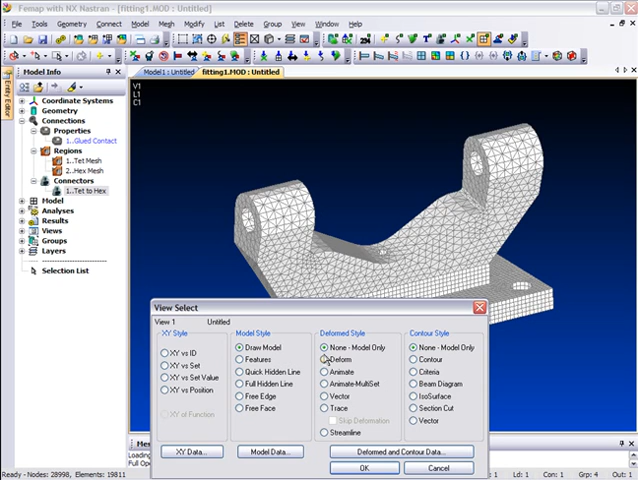 Femap with NX Nastran - [fitting1.MOD : Untitled]
File Tools Geometry Connect Model Mesh Modify List Delete Group View Window Help
Model Info
Model1 : Untitled fitting1.MOD : Untitled
Entity Editor
V1
L1
C1
Coordinate Systems
Geometry
Connections
Properties
1..Glued Contact
Regions
1..Tet Mesh
2..Hex Mesh
Connectors
1..Tet to Hex
Model
Analyses
Results
Views
Groups
Layers
Selection List
View Select
View 1 Untitled
XY Style Model Style Deformed Style Contour Style
XY vs ID
XY vs Set
XY vs Set Value
XY vs Position
XY of Function
Draw Model
Features
Quick Hidden Line
Full Hidden Line
Free Edge
Free Face
None - Model Only
Deform
Animate
Animate-MultiSet
Vector
Trace
Skip Deformation
Streamline
None - Model Only
Contour
Criteria
Beam Diagram
IsoSurface
Section Cut
Vector
XY Data... Model Data... Deformed and Contour Data...
OK Cancel
Ready - Nodes: 28998, Elements: 19811
Ld: 1 Con: 1 Grp: 4 Out: 1